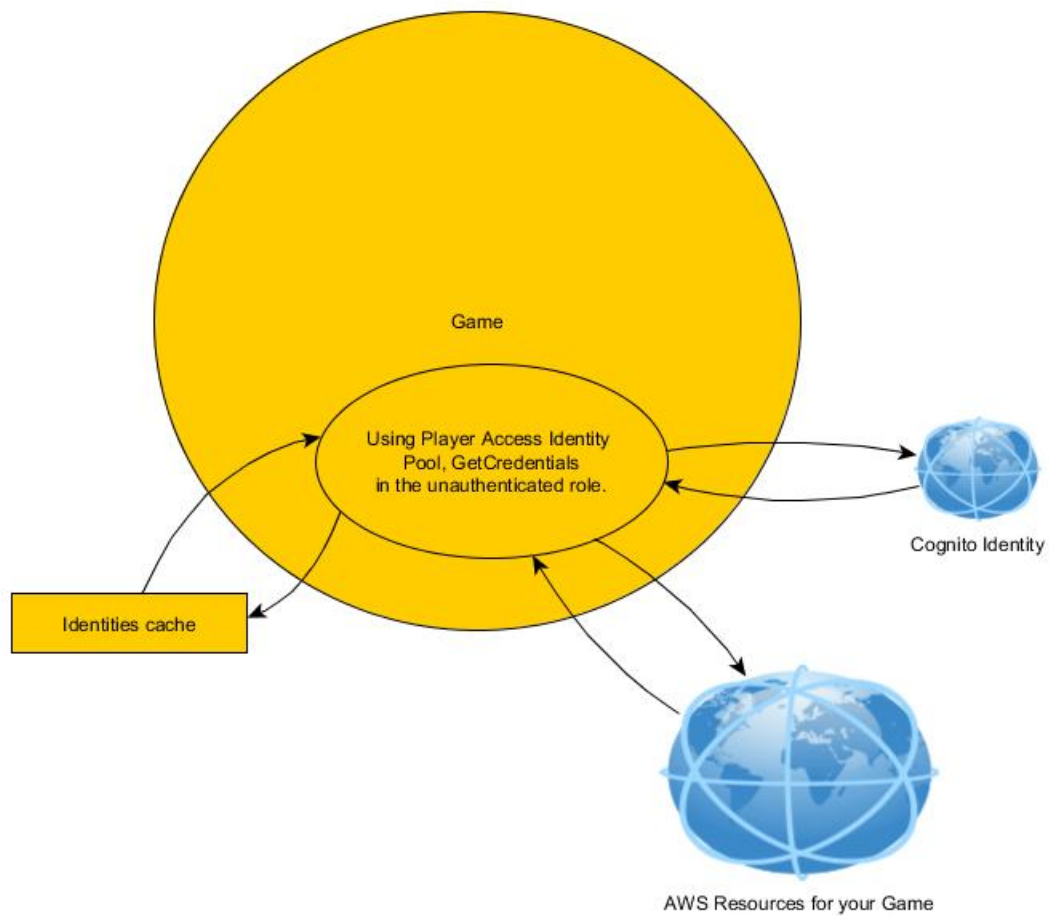 Game
Using Player Access Identity
Pool, GetCredentials
in the unauthenticated role.
Cognito Identity
Identities cache
AWS Resources for your Game